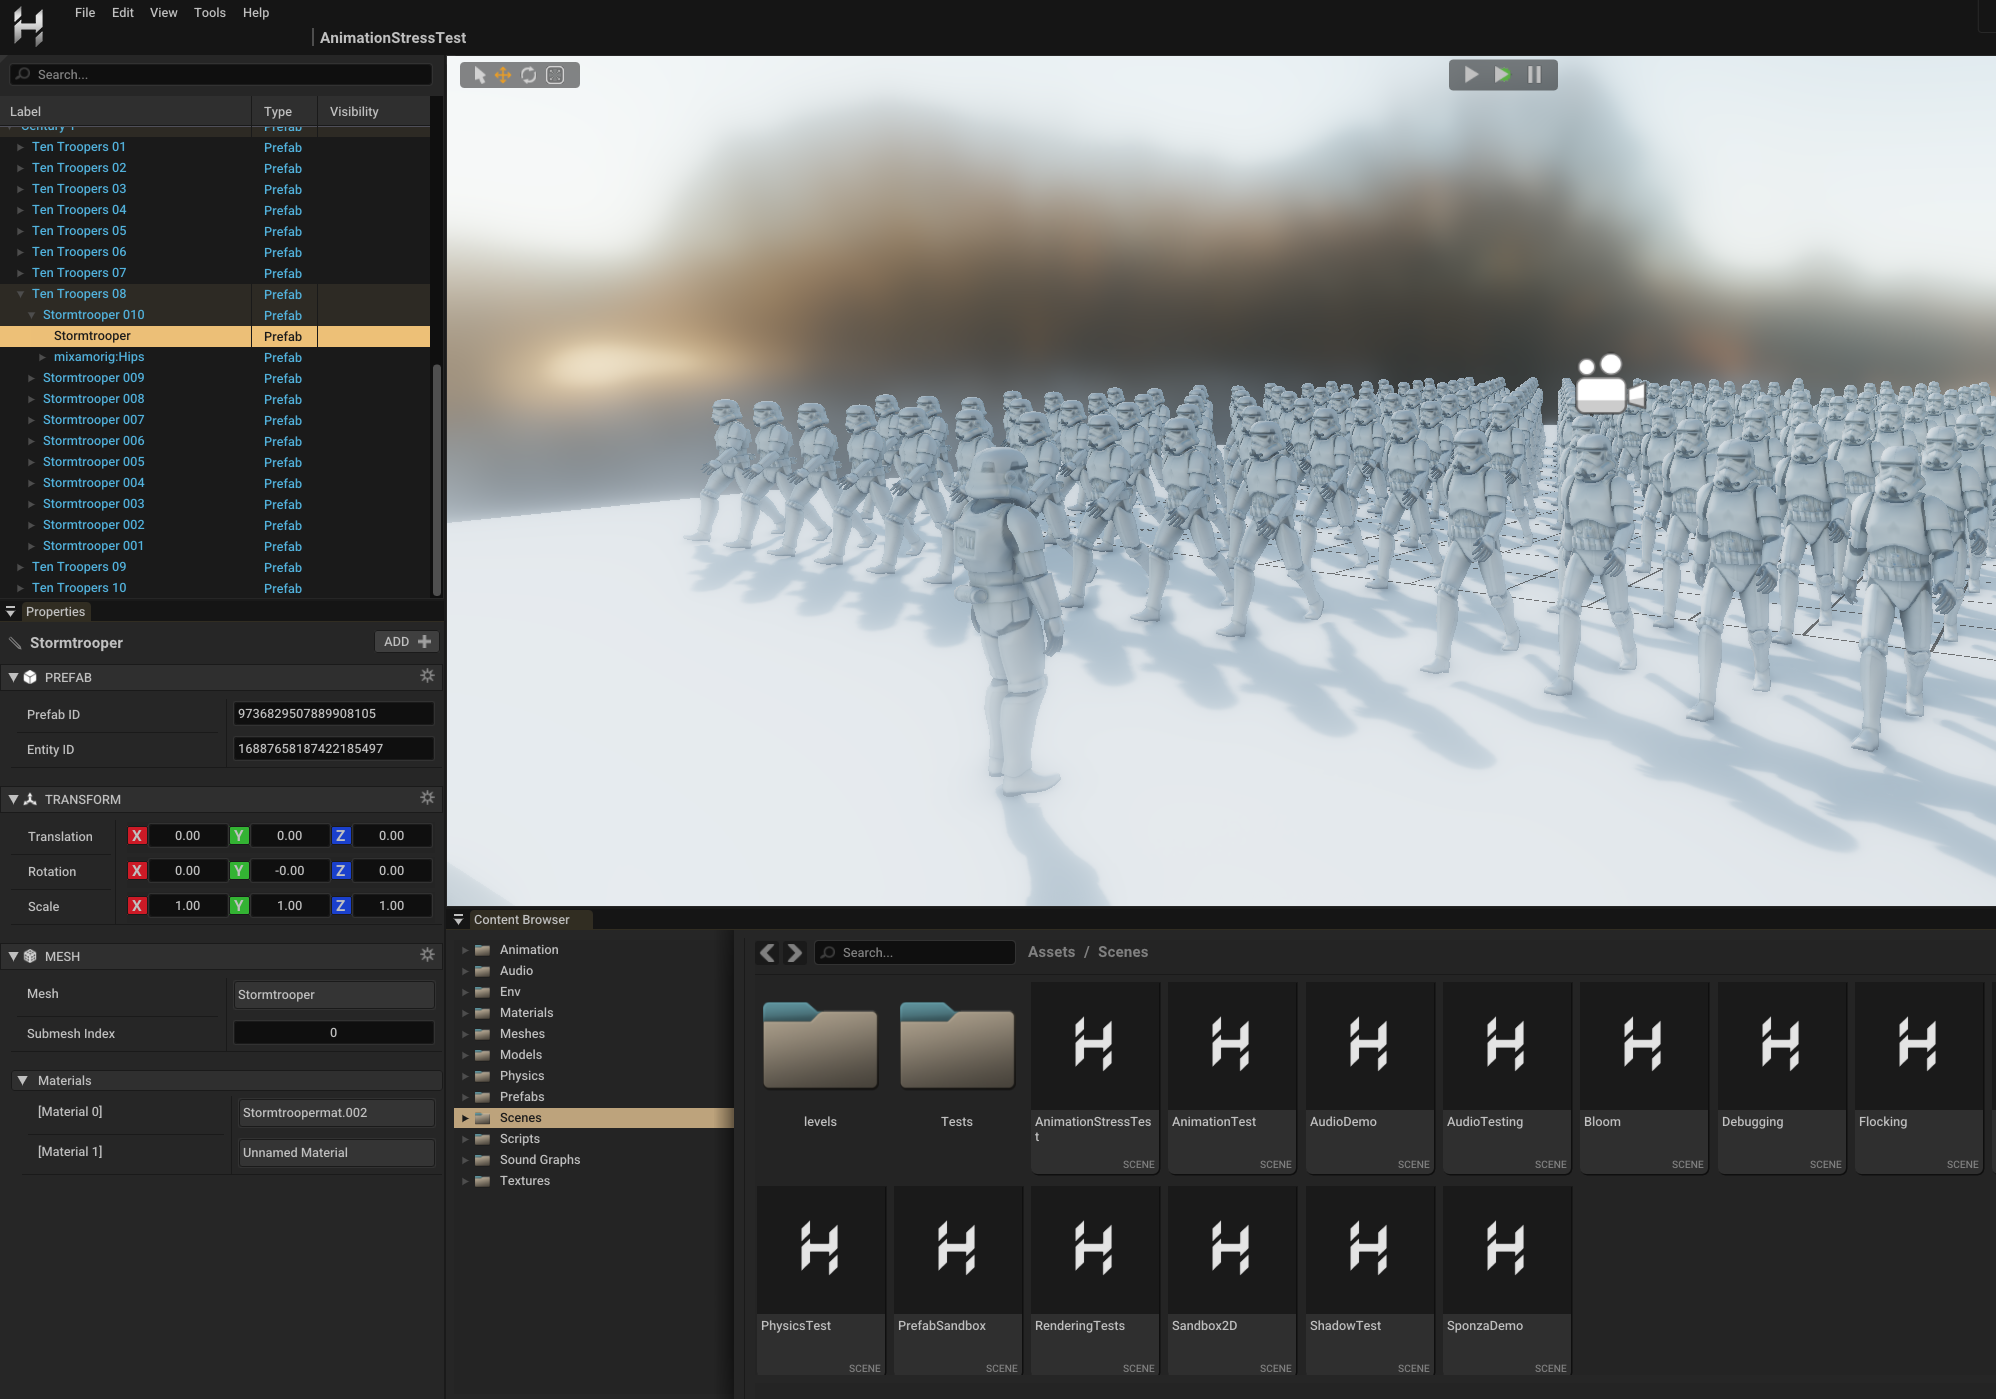 File Edit View Tools Help
AnimationStressTest
Search...
Label Type Visibility
Century 1 Prefab
Ten Troopers 01 Prefab
Ten Troopers 02 Prefab
Ten Troopers 03 Prefab
Ten Troopers 04 Prefab
Ten Troopers 05 Prefab
Ten Troopers 06 Prefab
Ten Troopers 07 Prefab
Ten Troopers 08 Prefab
Stormtrooper 010 Prefab
Stormtrooper Prefab
mixamorig:Hips Prefab
Stormtrooper 009 Prefab
Stormtrooper 008 Prefab
Stormtrooper 007 Prefab
Stormtrooper 006 Prefab
Stormtrooper 005 Prefab
Stormtrooper 004 Prefab
Stormtrooper 003 Prefab
Stormtrooper 002 Prefab
Stormtrooper 001 Prefab
Ten Troopers 09 Prefab
Ten Troopers 10 Prefab
Properties
Stormtrooper ADD
PREFAB
Prefab ID 9736829507889908105
Entity ID 16887658187422185497
TRANSFORM
Translation X 0.00 Y 0.00 Z 0.00
Rotation X 0.00 Y -0.00 Z 0.00
Scale X 1.00 Y 1.00 Z 1.00
MESH
Mesh Stormtrooper
Submesh Index 0
Materials
[Material 0] Stormtroopermat.002
[Material 1] Unnamed Material
Content Browser
Animation
Audio
Env
Materials
Meshes
Models
Physics
Prefabs
Scenes
Scripts
Sound Graphs
Textures
Search... Assets / Scenes
levels Tests AnimationStressTes AnimationTest AudioDemo AudioTesting Bloom Debugging Flocking
t
SCENE SCENE SCENE SCENE SCENE SCENE SCENE
PhysicsTest PrefabSandbox RenderingTests Sandbox2D ShadowTest SponzaDemo
SCENE SCENE SCENE SCENE SCENE SCENE